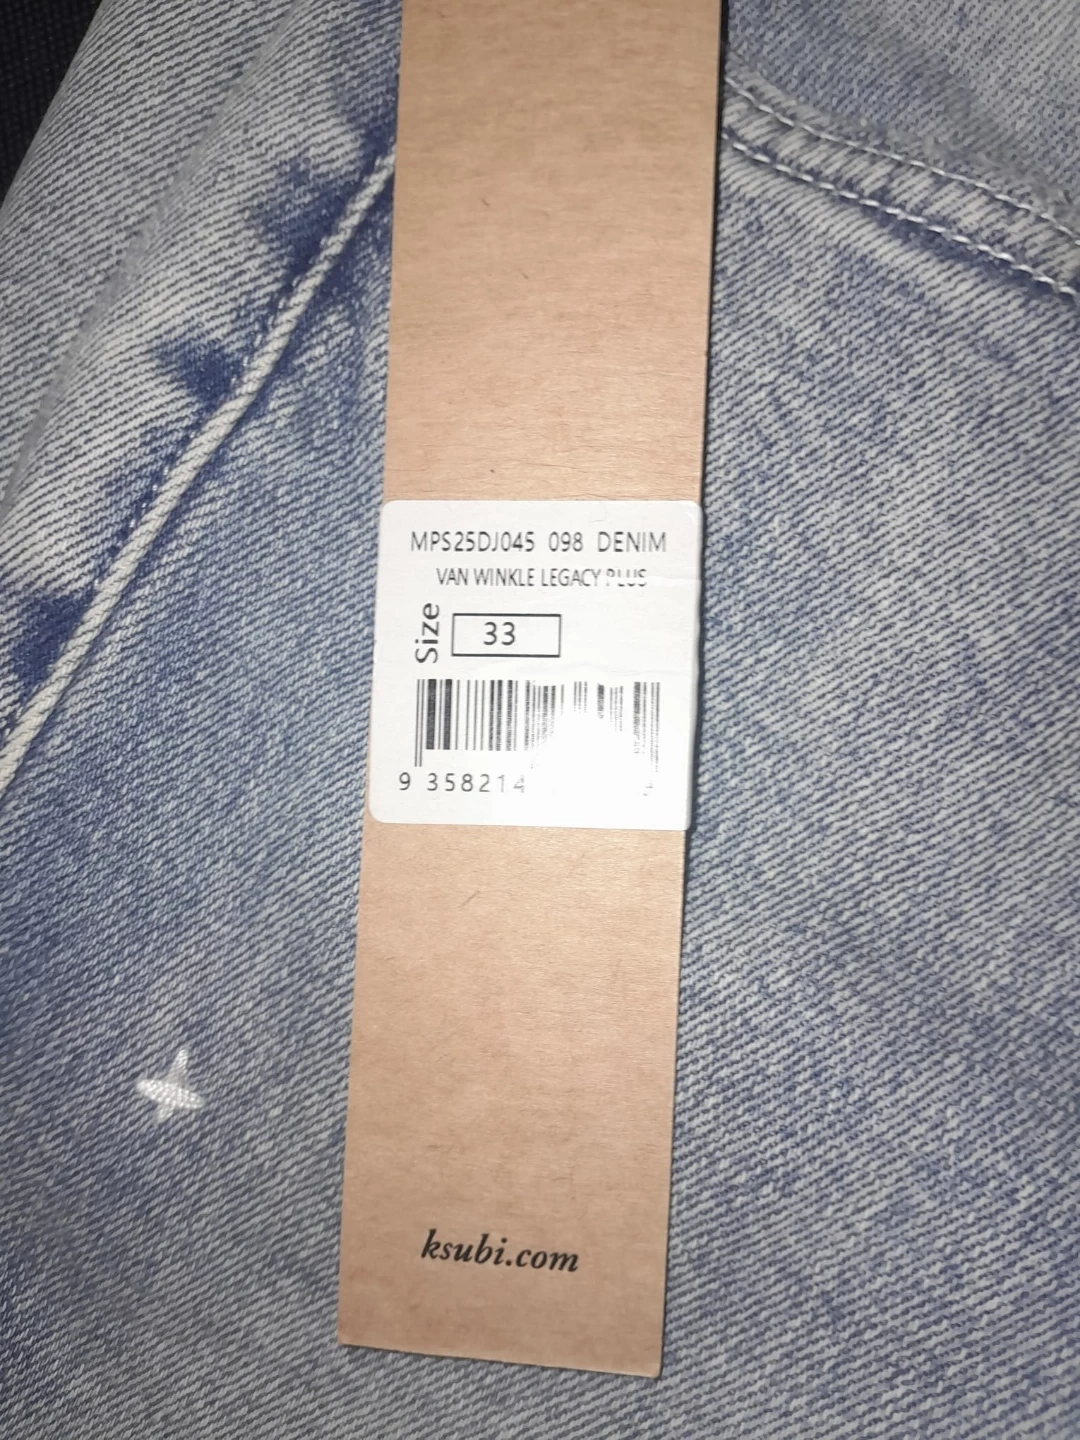 MPS25DJ045 098 DENIM
VAN WINKLE LEGACY PLUS
Size 33
9 358214
ksubi.com